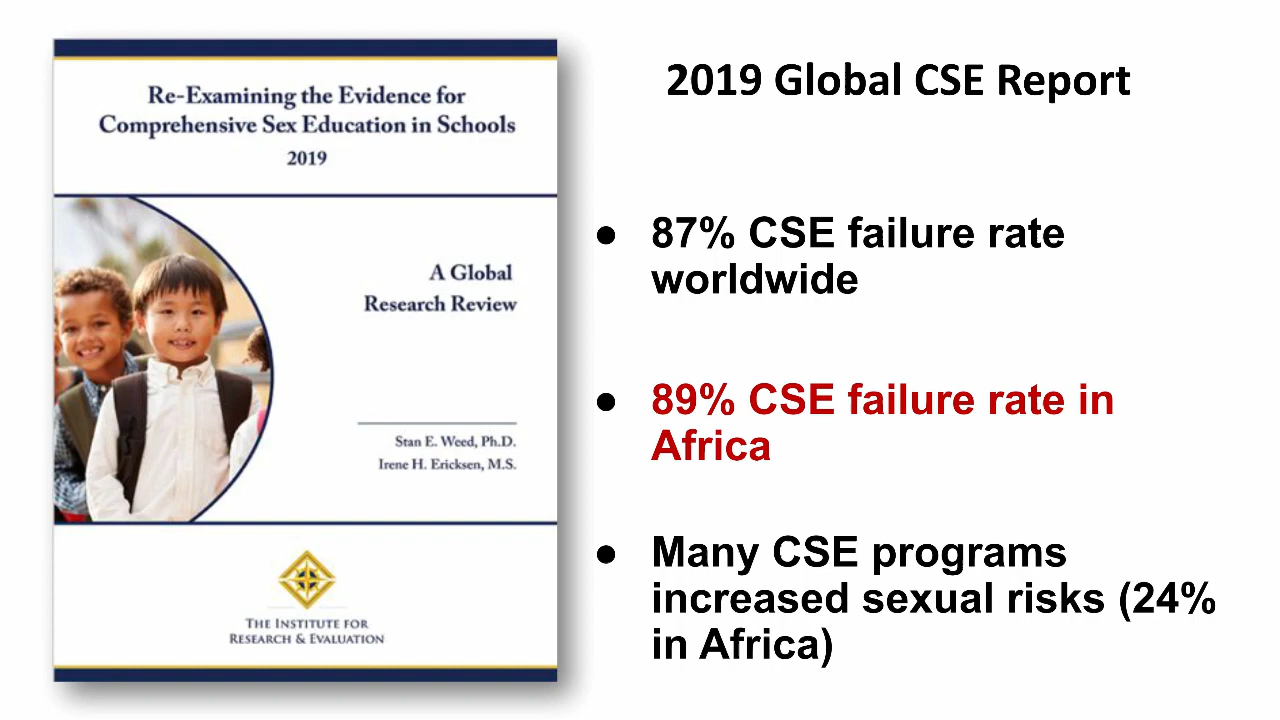 Re-Examining the Evidence for
Comprehensive Sex Education in Schools
2019
A Global
Research Review
Stan E. Weed, Ph.D.
Irene H. Ericksen, M.S.
THE INSTITUTE FOR
RESEARCH & EVALUATION
2019 Global CSE Report
● 87% CSE failure rate
worldwide
● 89% CSE failure rate in
Africa
● Many CSE programs
increased sexual risks (24%
in Africa)